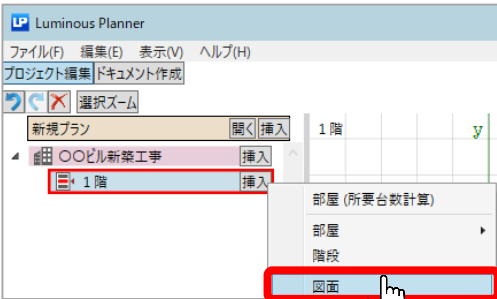 LP Luminous Planner
ファイル(F) 編集(E) 表示(V) ヘルプ(H)
プロジェクト編集 ドキュメント作成
選択ズーム
新規プラン 開く 挿入 1階 y
〇〇ビル新築工事 挿入
1階 挿入
部屋 (所要台数計算)
部屋
階段
図面